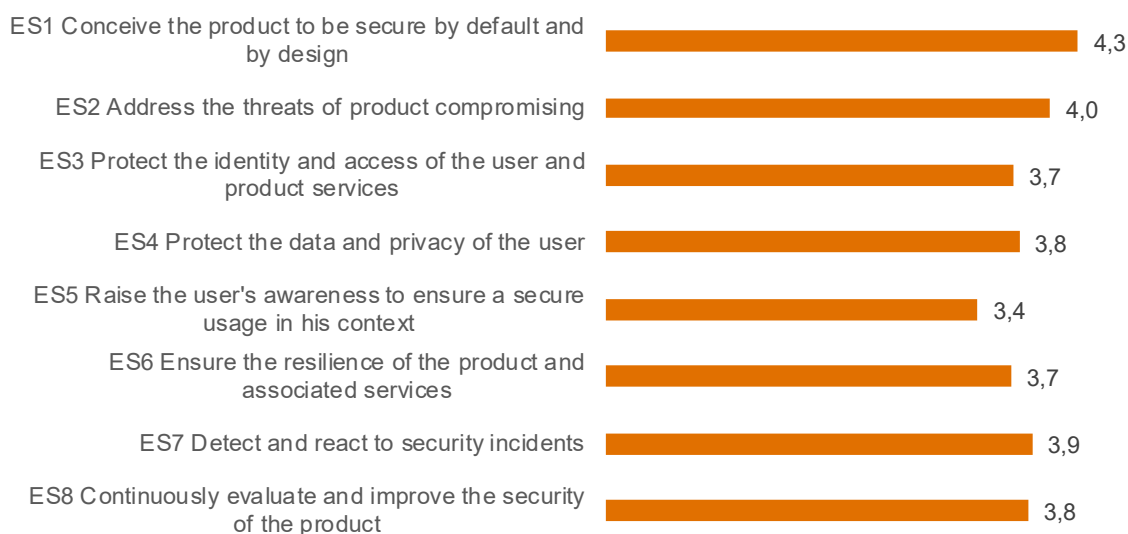 ES1 Conceive the product to be secure by default and
by design
4,3
ES2 Address the threats of product compromising
4,0
ES3 Protect the identity and access of the user and
product services
3,7
ES4 Protect the data and privacy of the user
3,8
ES5 Raise the user's awareness to ensure a secure
usage in his context
3,4
ES6 Ensure the resilience of the product and
associated services
3,7
ES7 Detect and react to security incidents
3,9
ES8 Continuously evaluate and improve the security
of the product
3,8